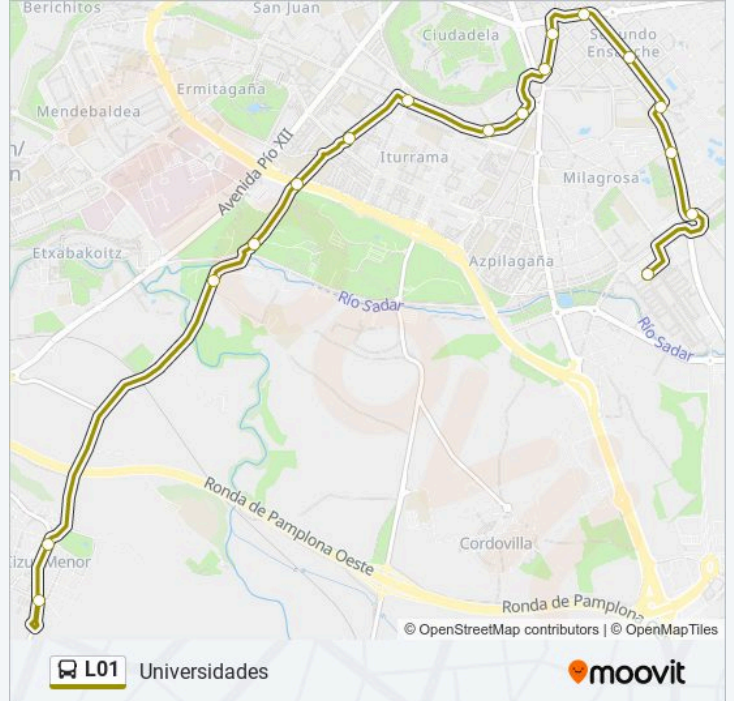 Berichitos
San Juan
Ciudadela
Segundo
Ensanche
Ermitagaña
Mendebaldea
Avenida Pío XII
Iturrama
Milagrosa
Etxabakoitz
Azpilagaña
Río Sadar
Río Sadar
Ronda de Pamplona Oeste
Cordovilla
Cizur Menor
Ronda de Pamplona
© OpenStreetMap contributors | © OpenMapTiles
L01 Universidades
moovit